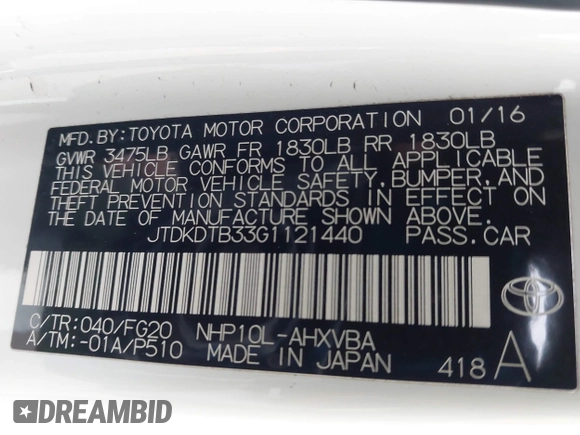 MFD.BY:TOYOTA MOTOR CORPORATION 01/16
GVWR 3475LB GAWR FR 1830LB RR 1830LB
THIS VEHICLE CONFORMS TO ALL APPLICABLE
FEDERAL MOTOR VEHICLE SAFETY,BUMPER,AND
THEFT PREVENTION STANDARDS IN EFFECT ON
THE DATE OF MANUFACTURE SHOWN ABOVE.
JTDKDTB33G1121440 PASS.CAR
C/TR:040/FG20 NHP10L-AHXVBA
A/TM:-01A/P510 MADE IN JAPAN 418A
DREAMBID